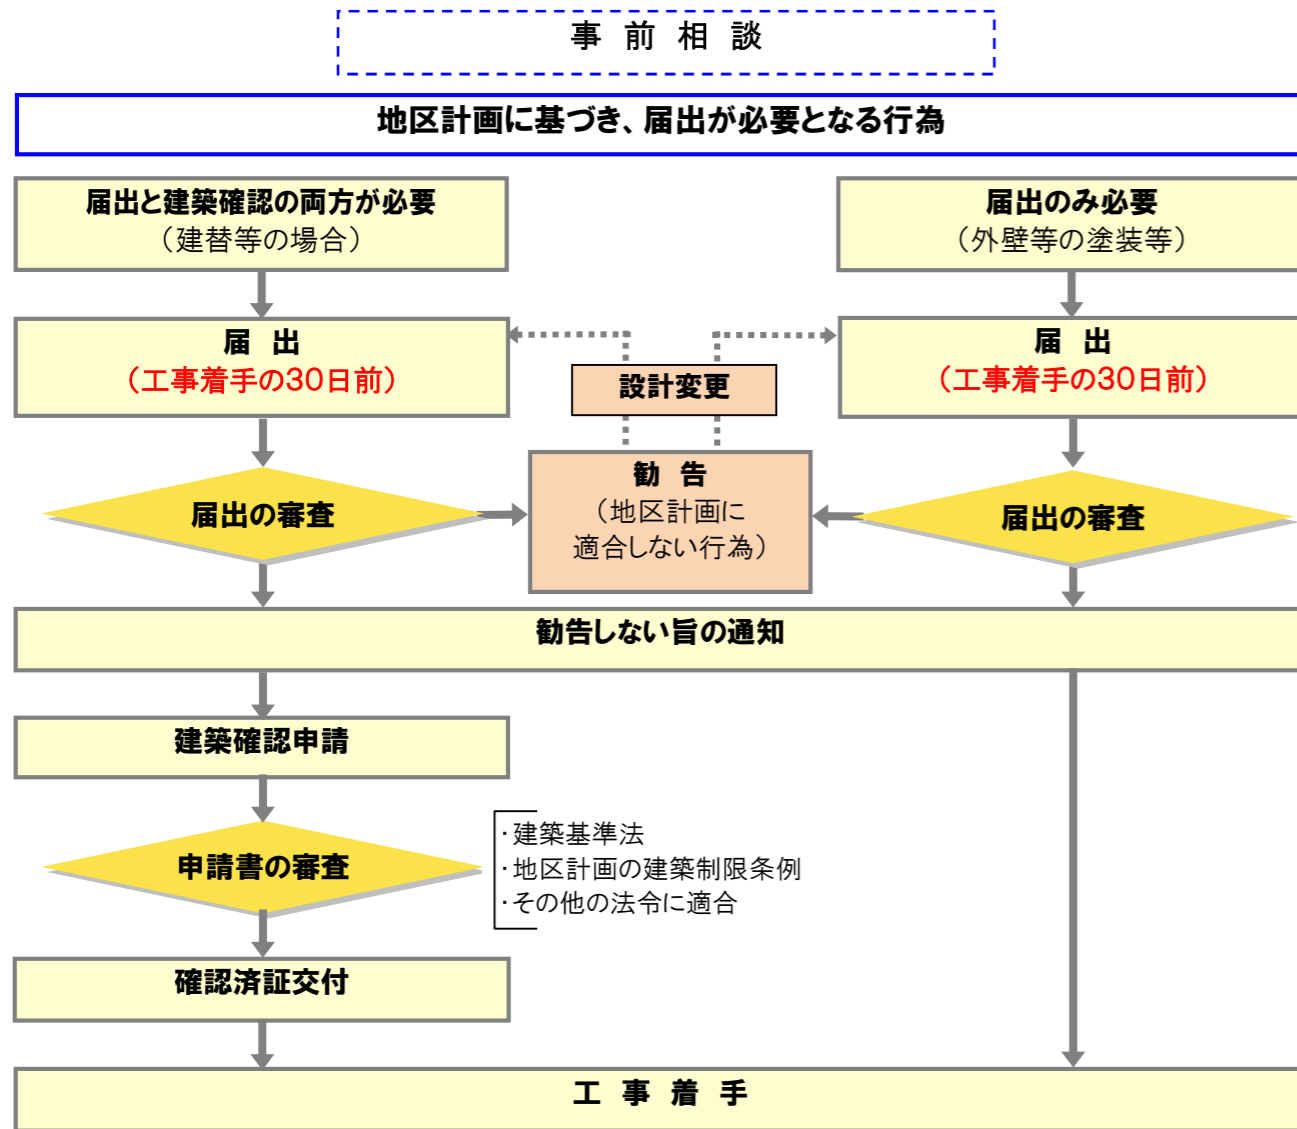 事 前 相 談
地区計画に基づき、届出が必要となる行為
届出と建築確認の両方が必要
（建替等の場合）
届出のみ必要
（外壁等の塗装等）
届 出
（工事着手の30日前）
設計変更
届 出
（工事着手の30日前）
届出の審査
勧 告
（地区計画に
適合しない行為）
届出の審査
勧告しない旨の通知
建築確認申請
申請書の審査
・建築基準法
・地区計画の建築制限条例
・その他の法令に適合
確認済証交付
工 事 着 手